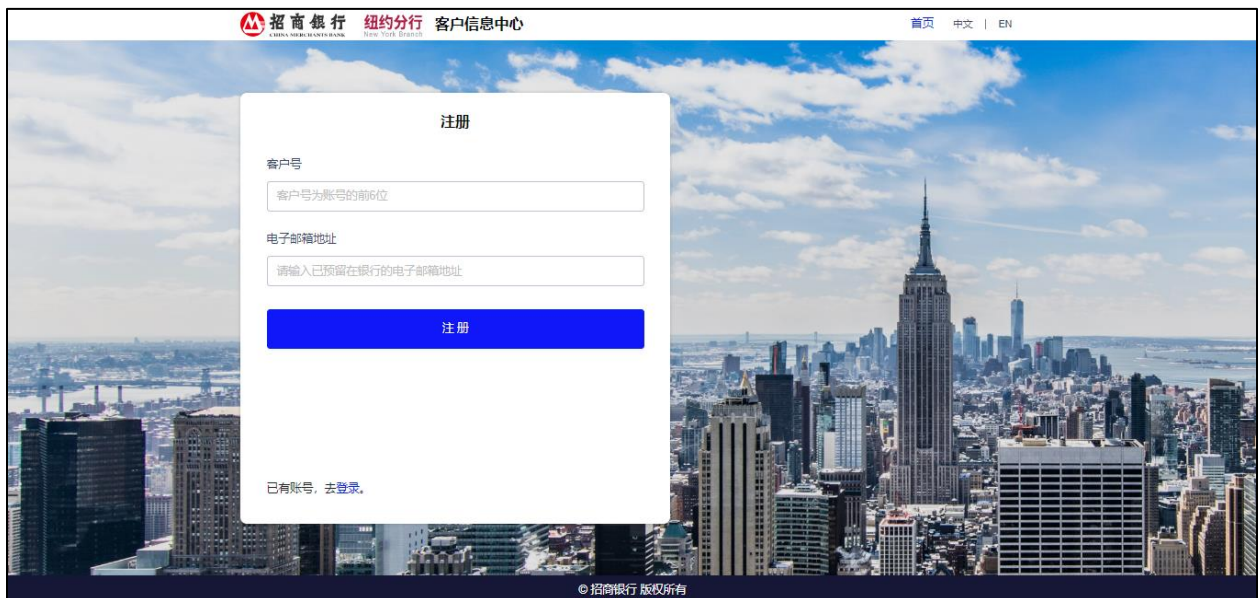 招商银行 纽约分行 客户信息中心 首页 中文 | EN
CHINA MERCHANTS BANK New York Branch
注册
客户号
客户号为账号的前6位
电子邮箱地址
请输入已预留在银行的电子邮箱地址
注册
已有账号，去登录。
© 招商银行 版权所有